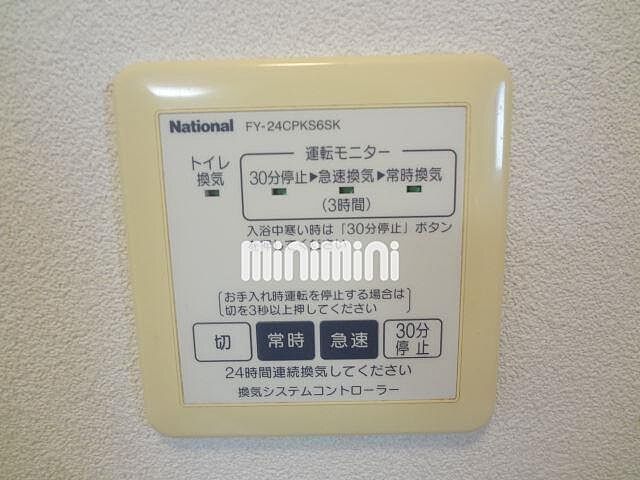 National FY-24CPKS6SK
運転モニター
トイレ
換気
30分停止▶急速換気▶常時換気
(3時間)
入浴中寒い時は「30分停止」ボタン
minimini
お手入れ時運転を停止する場合は
切を3秒以上押してください
切 常時 急速 30分
停止
24時間連続換気してください
換気システムコントローラー